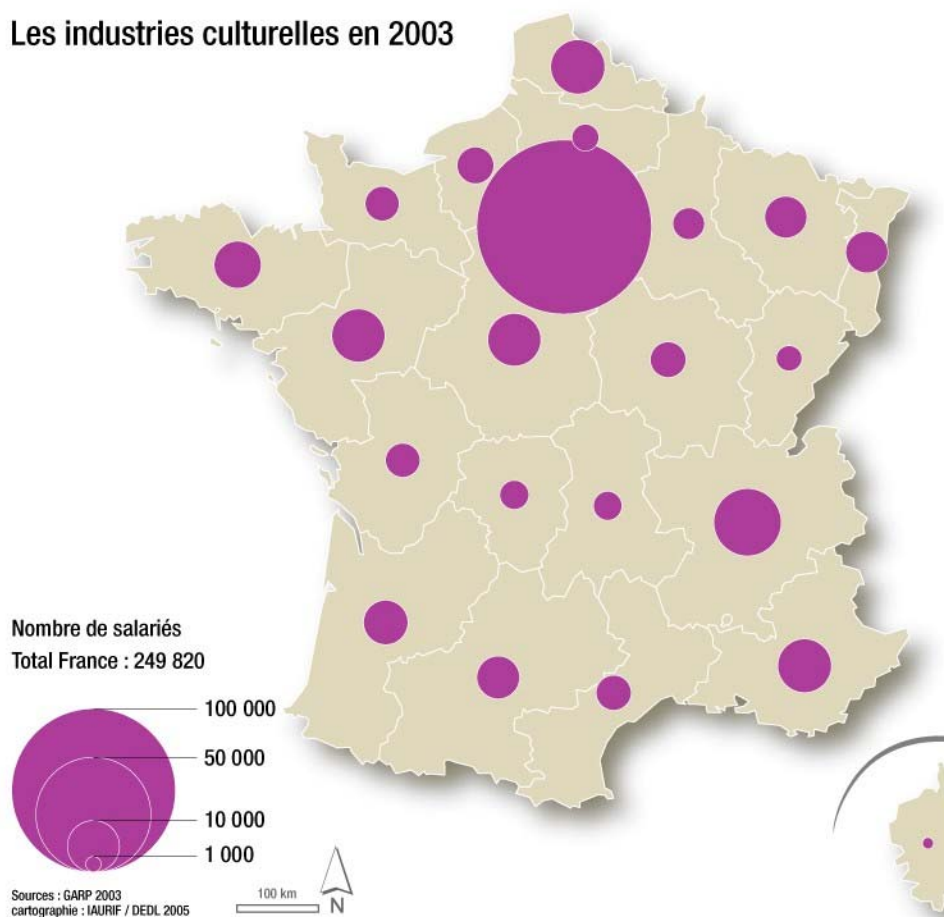 Les industries culturelles en 2003
Nombre de salariés
Total France : 249 820
100 000
50 000
10 000
1 000
Sources : GARP 2003
cartographie : IAURIF / DEDL 2005
100 km
N